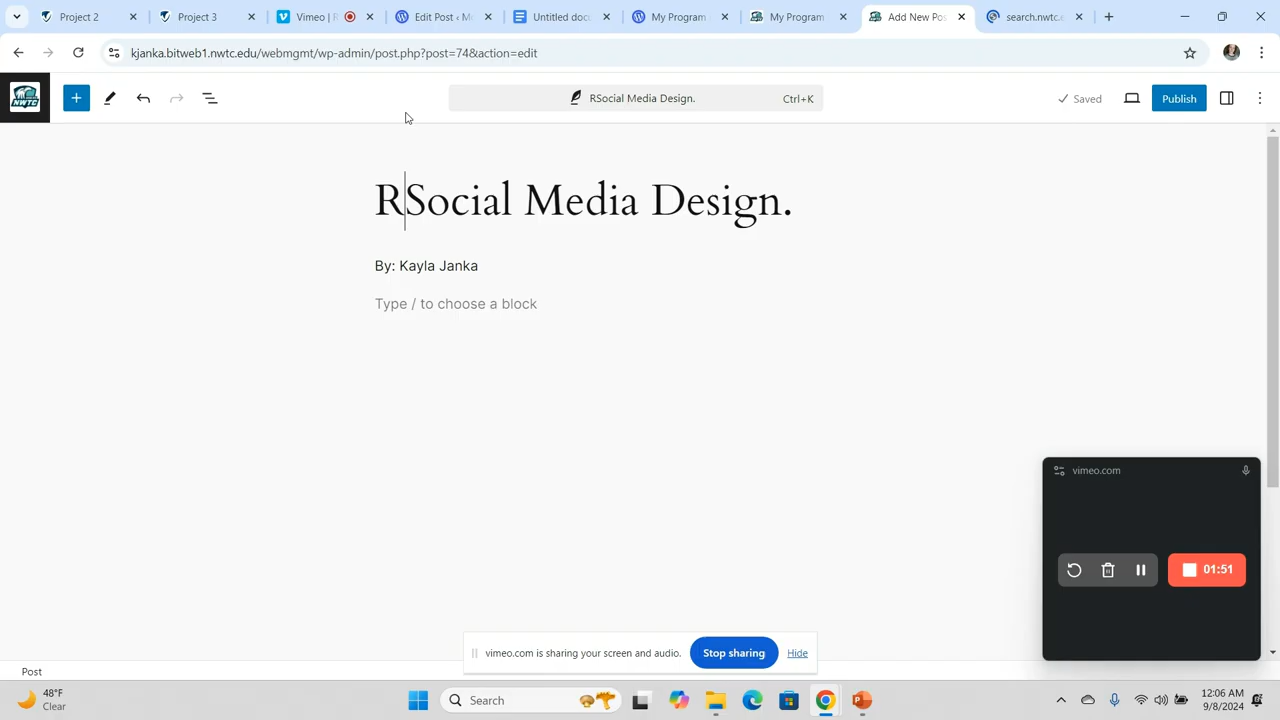 Project 2
Project 3
Vimeo | R
Edit Post ‹ M
Untitled doc
My Program
My Program
Add New Pos
search.nwtc.e
kjanka.bitweb1.nwtc.edu/webmgmt/wp-admin/post.php?post=74&action=edit
NWTC
RSocial Media Design.
Ctrl+K
Saved
Publish
RSocial Media Design.
By: Kayla Janka
Type / to choose a block
vimeo.com
01:51
vimeo.com is sharing your screen and audio.
Stop sharing
Hide
Post
48°F
Clear
Search
12:06 AM
9/8/2024